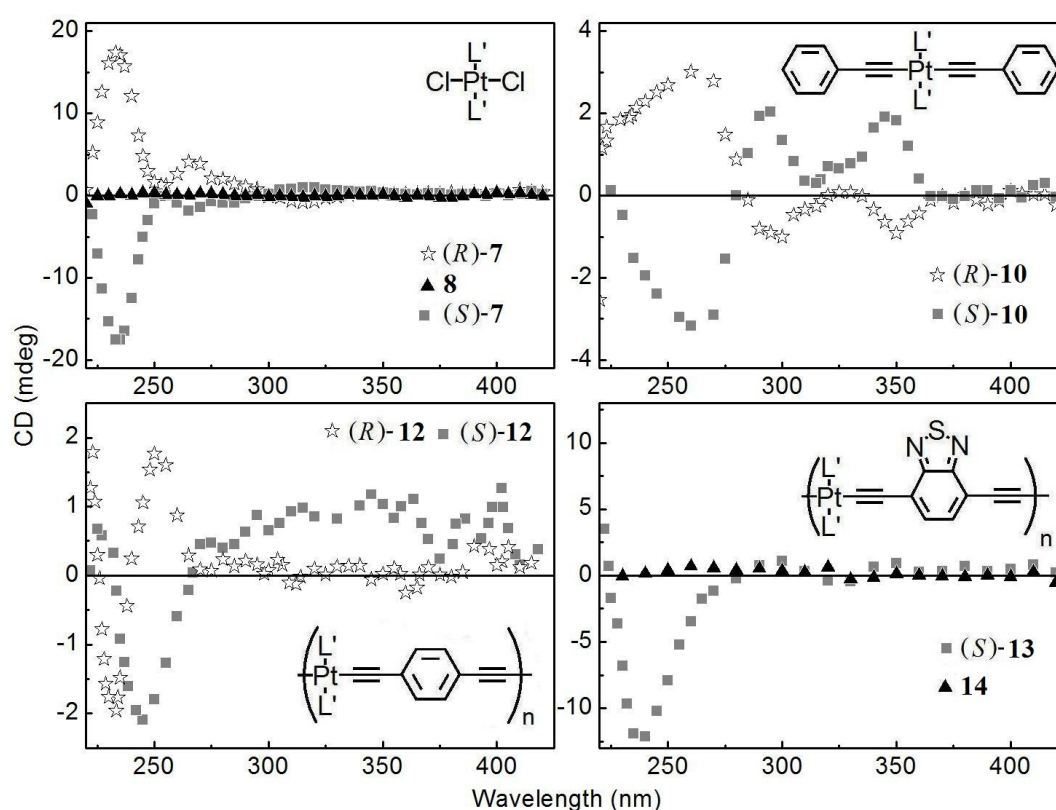 CD (mdeg)
20
10
0
-10
-20
250 300 350 400
L'
Cl Pt Cl
L'
(R)-7
8
(S)-7
4
2
0
-2
-4
250 300 350 400
L'
Pt
L'
(R)-10
(S)-10
2
1
0
-1
-2
250 300 350 400
(R)-12 (S)-12
L'
Pt
L'
n
10
5
0
-5
-10
250 300 350 400
S
N N
L'
Pt
L'
n
(S)-13
14
Wavelength (nm)